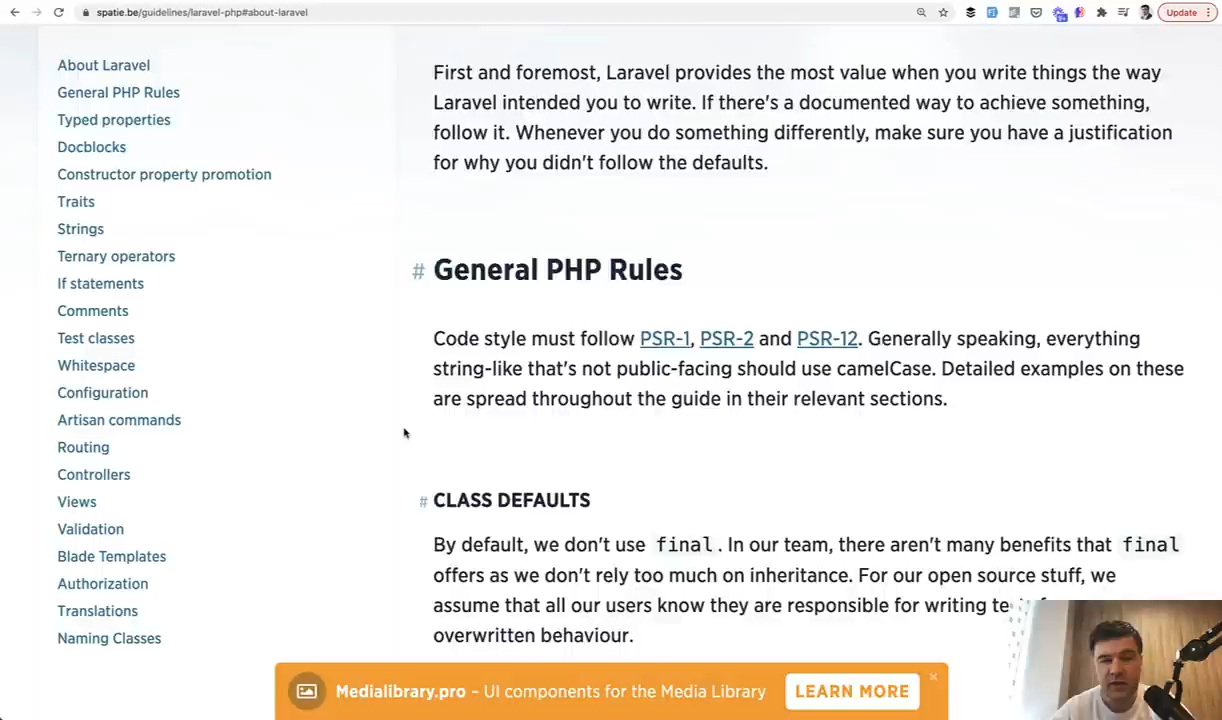 spatie.be/guidelines/laravel-php#about-laravel
Update
About Laravel
General PHP Rules
Typed properties
Docblocks
Constructor property promotion
Traits
Strings
Ternary operators
If statements
Comments
Test classes
Whitespace
Configuration
Artisan commands
Routing
Controllers
Views
Validation
Blade Templates
Authorization
Translations
Naming Classes
First and foremost, Laravel provides the most value when you write things the way
Laravel intended you to write. If there's a documented way to achieve something,
follow it. Whenever you do something differently, make sure you have a justification
for why you didn't follow the defaults.
# General PHP Rules
Code style must follow PSR-1, PSR-2 and PSR-12. Generally speaking, everything
string-like that's not public-facing should use camelCase. Detailed examples on these
are spread throughout the guide in their relevant sections.
# CLASS DEFAULTS
By default, we don't use final. In our team, there aren't many benefits that final
offers as we don't rely too much on inheritance. For our open source stuff, we
assume that all our users know they are responsible for writing
overwritten behaviour.
Medialibrary.pro – UI components for the Media Library
LEARN MORE